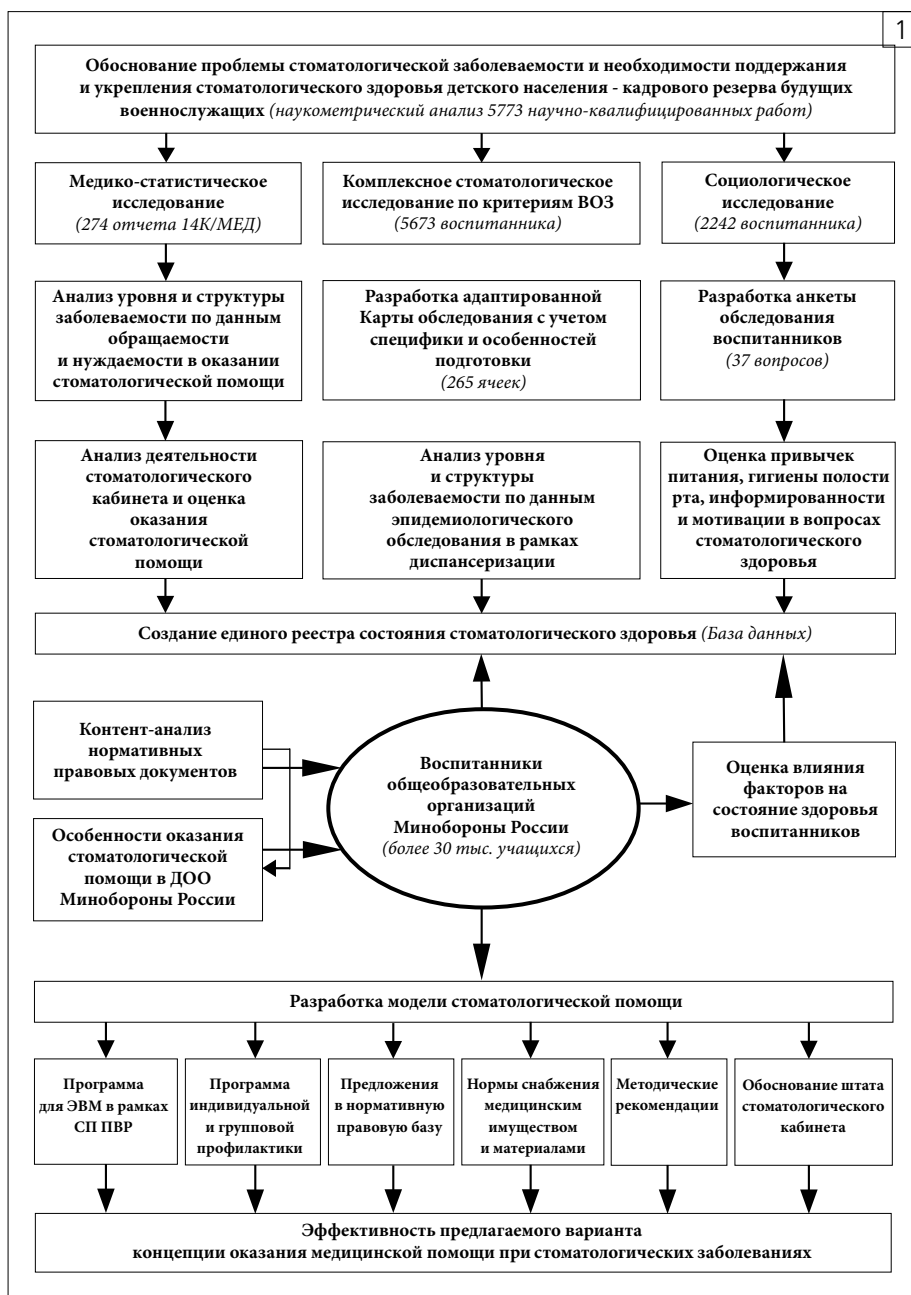 1
Обоснование проблемы стоматологической заболеваемости и необходимости поддержания
и укрепления стоматологического здоровья детского населения - кадрового резерва будущих
военнослужащих (наукометрический анализ 5773 научно-квалифицированных работ)
Медико-статистическое
исследование
(274 отчета 14К/МЕД)
Комплексное стоматологическое
исследование по критериям ВОЗ
(5673 воспитанника)
Социологическое
исследование
(2242 воспитанника)
Анализ уровня и структуры
заболеваемости по данным
обращаемости
и нуждаемости в оказании
стоматологической помощи
Разработка адаптированной
Карты обследования с учетом
специфики и особенностей
подготовки
(265 ячеек)
Разработка анкеты
обследования
воспитанников
(37 вопросов)
Анализ деятельности
стоматологического
кабинета и оценка
оказания
стоматологической
помощи
Анализ уровня
и структуры
заболеваемости по данным
эпидемиологического
обследования в рамках
диспансеризации
Оценка привычек
питания, гигиены полости
рта, информированности
и мотивации в вопросах
стоматологического
здоровья
Создание единого реестра состояния стоматологического здоровья (База данных)
Контент-анализ
нормативных
правовых документов
Особенности оказания
стоматологической
помощи в ДОО
Минобороны России
Воспитанники
общеобразовательных
организаций
Минобороны России
(более 30 тыс. учащихся)
Оценка влияния
факторов на
состояние здоровья
воспитанников
Разработка модели стоматологической помощи
Программа
для ЭВМ в рамках
СП ПВР
Программа
индивидуальной
и групповой
профилактики
Предложения
в нормативную
правовую базу
Нормы снабжения
медицинским
имуществом
и материалами
Методические
рекомендации
Обоснование штата
стоматологического
кабинета
Эффективность предлагаемого варианта
концепции оказания медицинской помощи при стоматологических заболеваниях